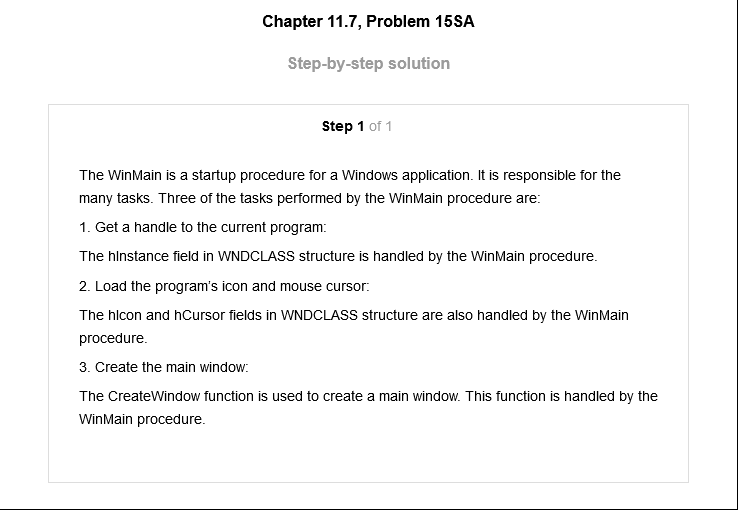 Chapter 11.7, Problem 15SA
Step-by-step solution
Step 1 of 1
The WinMain is a startup procedure for a Windows application. It is responsible for the
many tasks. Three of the tasks performed by the WinMain procedure are:
1. Get a handle to the current program:
The hInstance field in WNDCLASS structure is handled by the WinMain procedure.
2. Load the program's icon and mouse cursor:
The hIcon and hCursor fields in WNDCLASS structure are also handled by the WinMain
procedure.
3. Create the main window:
The CreateWindow function is used to create a main window. This function is handled by the
WinMain procedure.